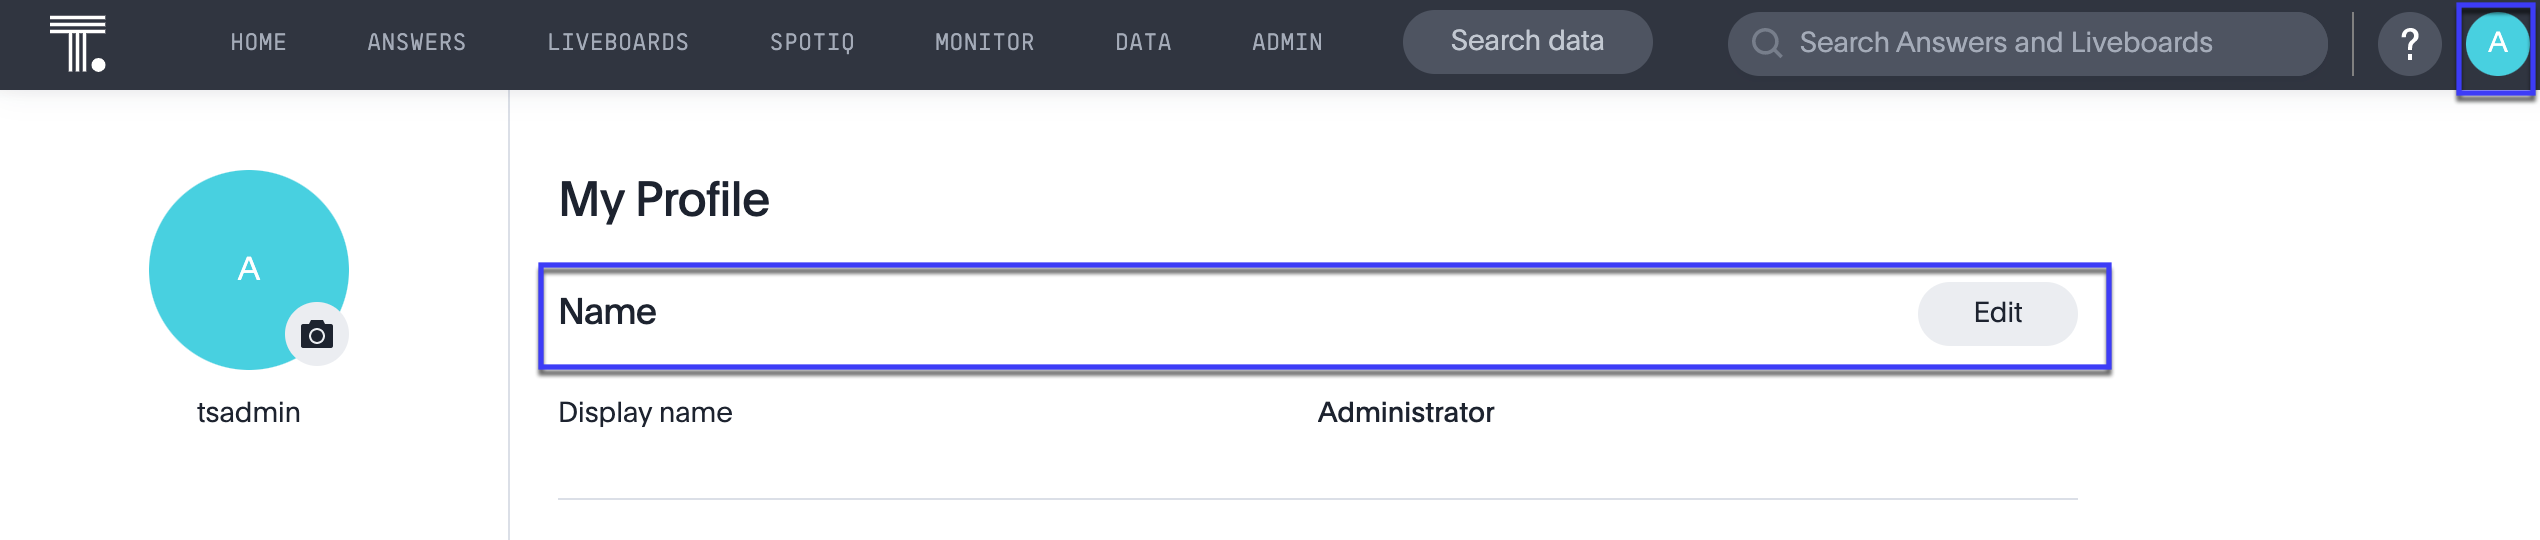 T. HOME ANSWERS LIVEBOARDS SPOTIQ MONITOR DATA ADMIN Search data Search Answers and Liveboards ? A
My Profile
A
Name Edit
tsadmin
Display name Administrator